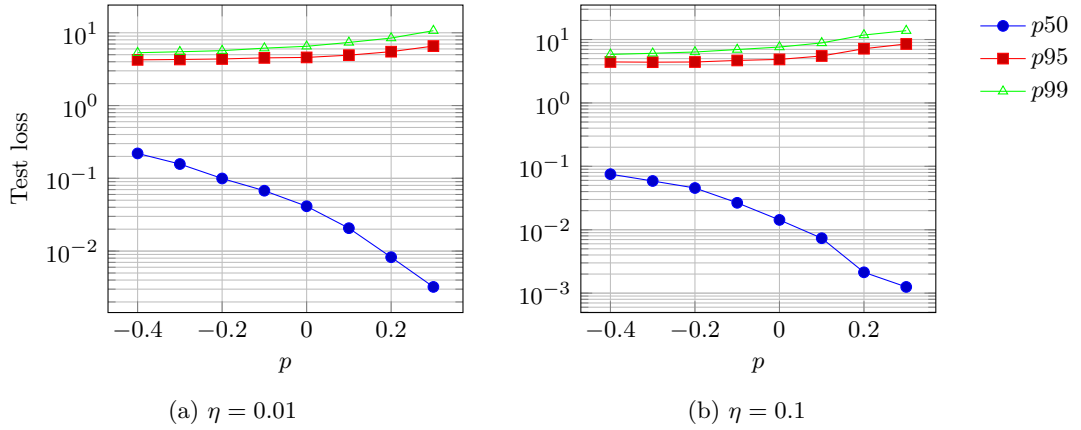 Test loss
10^1
10^0
10^{-1}
10^{-2}
−0.4 −0.2 0 0.2
p
(a) η = 0.01
10^1
10^0
10^{-1}
10^{-2}
10^{-3}
−0.4 −0.2 0 0.2
p
(b) η = 0.1
p50
p95
p99